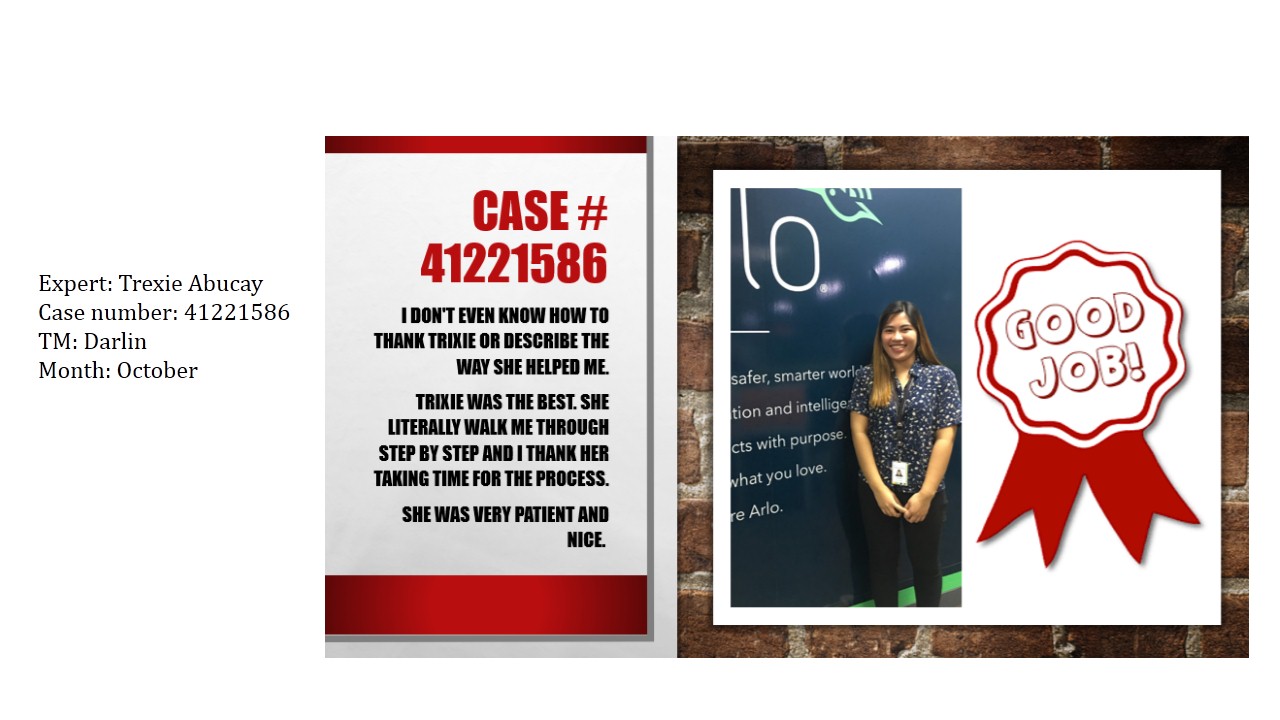 Expert: Trexie Abucay
Case number: 41221586
TM: Darlin
Month: October
CASE #
41221586
I DON'T EVEN KNOW HOW TO
THANK TRIXIE OR DESCRIBE THE
WAY SHE HELPED ME.
TRIXIE WAS THE BEST. SHE
LITERALLY WALK ME THROUGH
STEP BY STEP AND I THANK HER
TAKING TIME FOR THE PROCESS.
SHE WAS VERY PATIENT AND
NICE.
lo
safer, smarter world
tion and intellige
cts with purpose.
what you love.
re Arlo.
GOOD
JOB!